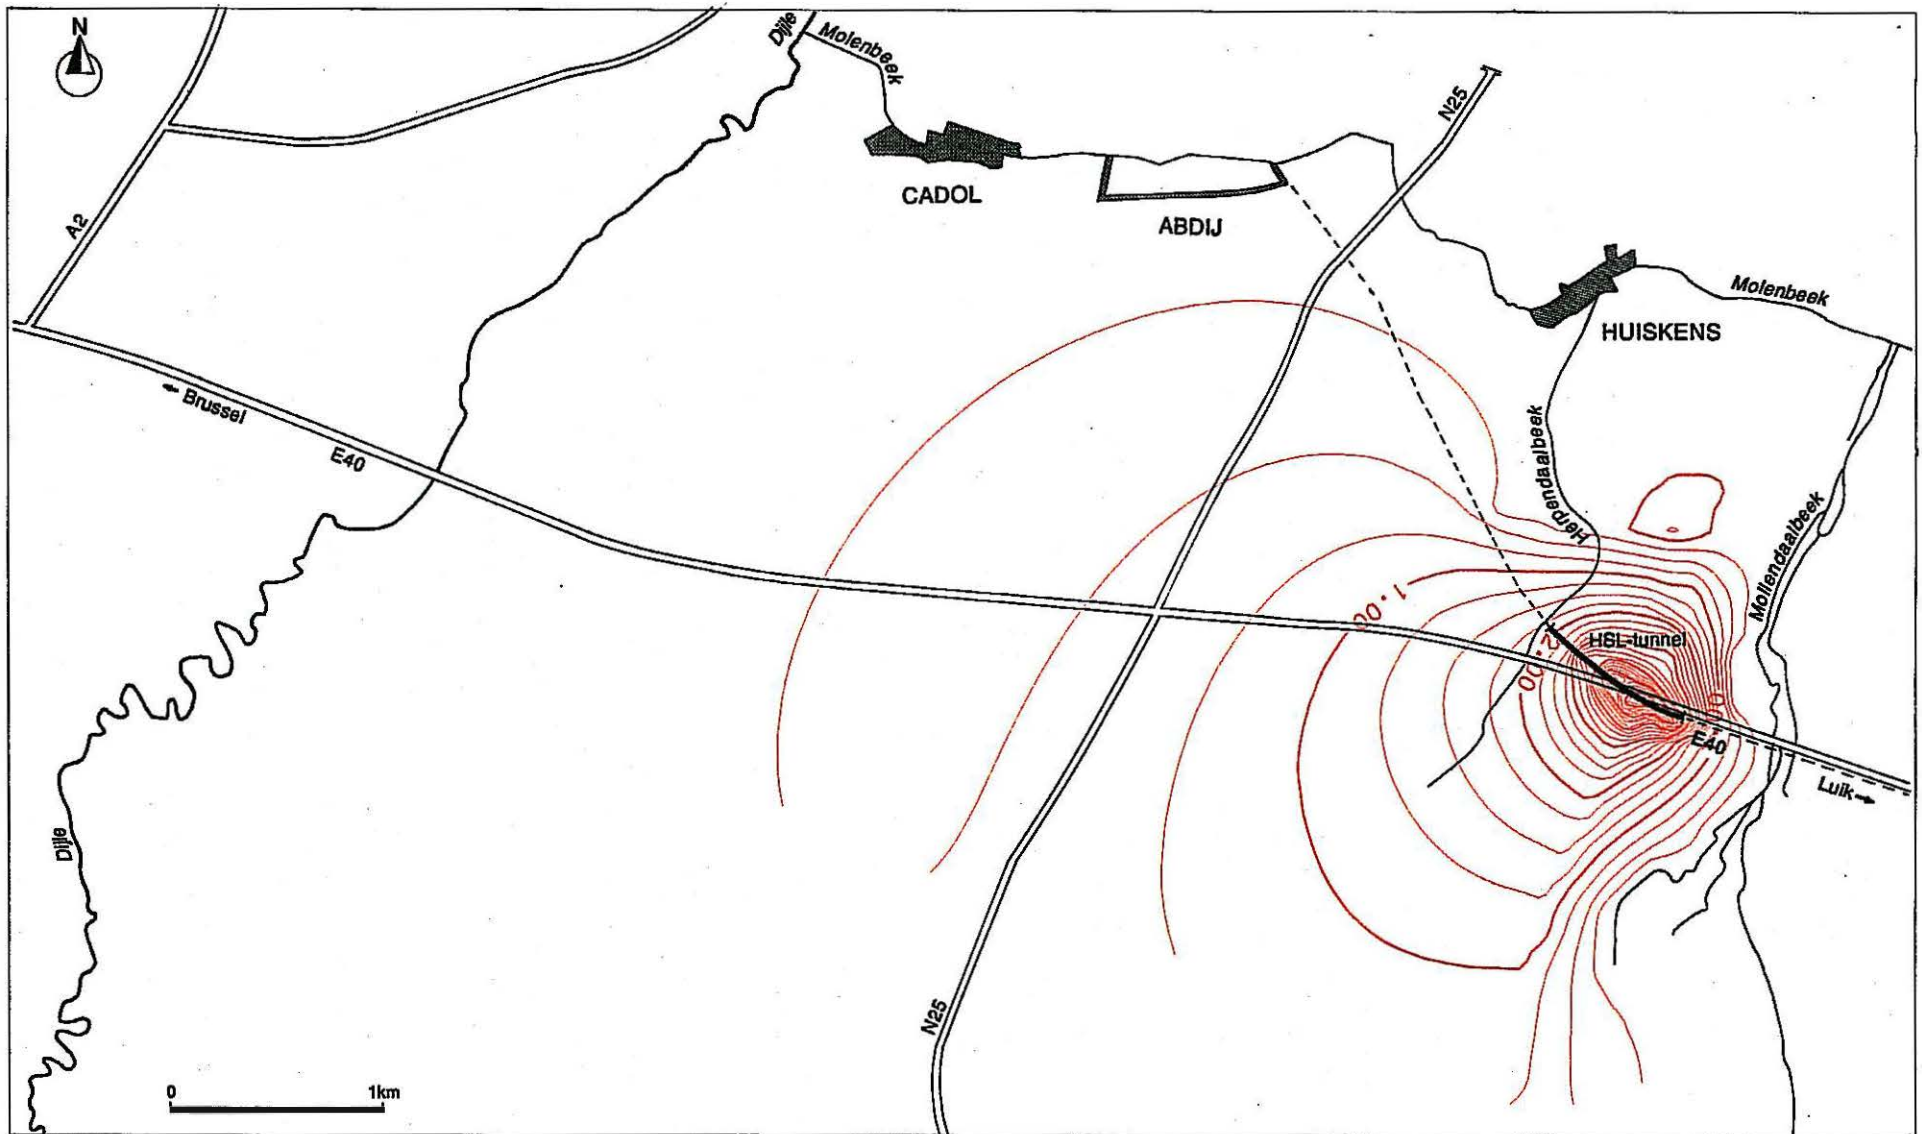 N
Dijle
Molenbeek
N25
A2
CADOL
ABDIJ
Molenbeek
HUISKENS
Brussel
E40
Herpendaalbeek
Mollendaalbeek
1.00
HSL-tunnel
2.00
E40
Luik
Dijle
N25
0 1km